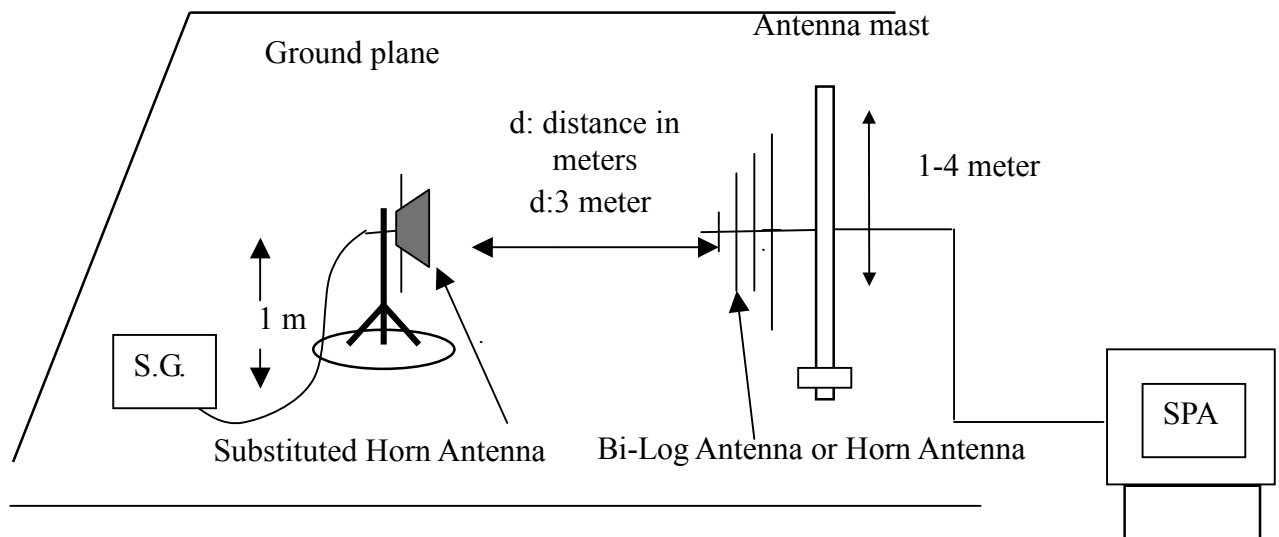 Antenna mast
Ground plane
d: distance in
meters
d:3 meter
1-4 meter
1 m
S.G.
SPA
Substituted Horn Antenna
Bi-Log Antenna or Horn Antenna